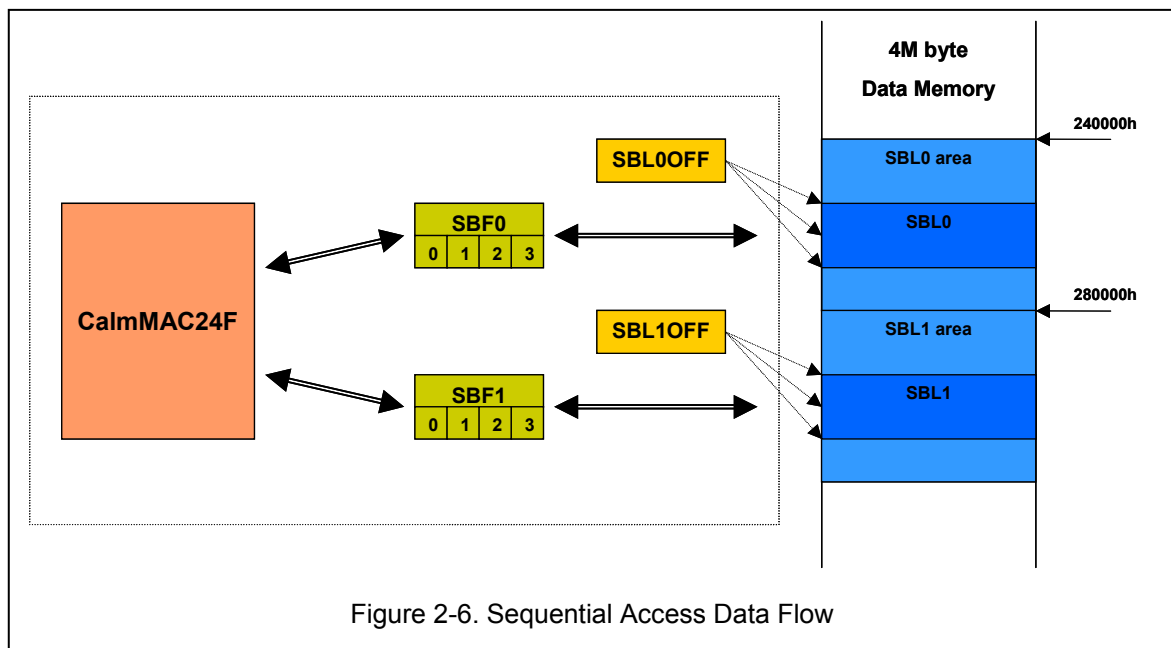 4M byte
Data Memory
240000h
SBL0OFF
SBL0 area
SBF0
0 1 2 3
SBL0
CalmMAC24F
280000h
SBL1OFF
SBL1 area
SBF1
0 1 2 3
SBL1
Figure 2-6. Sequential Access Data Flow